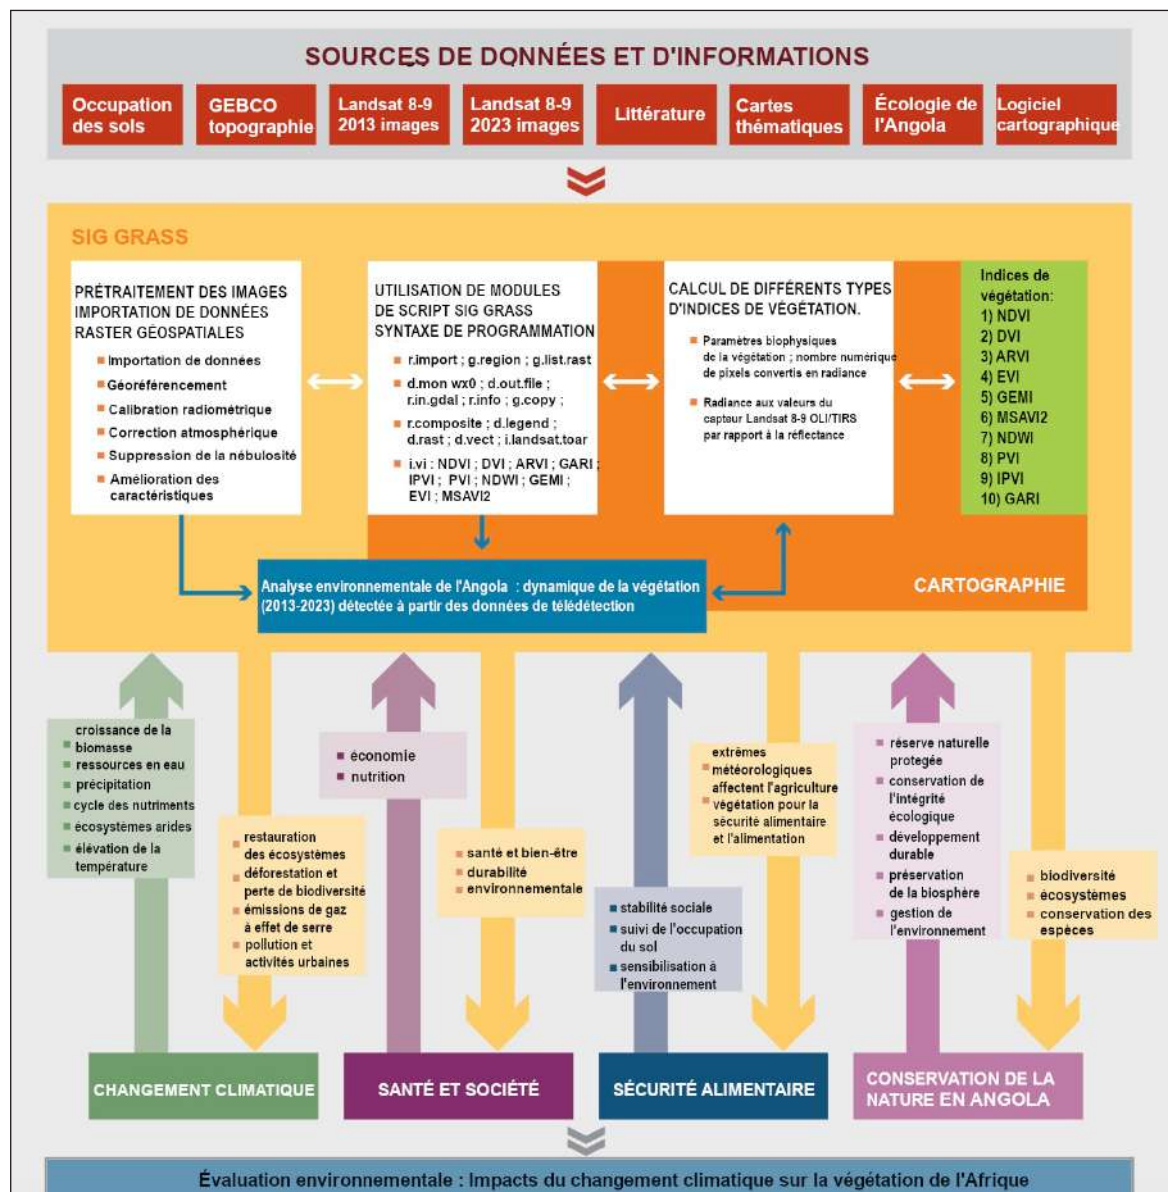 SOURCES DE DONNÉES ET D'INFORMATIONS
Occupation
des sols
GEBCO
topographie
Landsat 8-9
2013 images
Landsat 8-9
2023 images
Littérature
Cartes
thématiques
Écologie de
l'Angola
Logiciel
cartographique
SIG GRASS
PRÉTRAITEMENT DES IMAGES
IMPORTATION DE DONNÉES
RASTER GÉOSPATIALES
Importation de données
Géoréférencement
Calibration radiométrique
Correction atmosphérique
Suppression de la nébulosité
Amélioration des
caractéristiques
UTILISATION DE MODULES
DE SCRIPT SIG GRASS
SYNTAXE DE PROGRAMMATION
r.import ; g.region ; g.list.rast
d.mon wx0 ; d.out.file ;
r.in.gdal ; r.info ; g.copy ;
r.composite ; d.legend ;
d.rast ; d.vect ; i.landsat.toar
i.vi : NDVI ; DVI ; ARVI ; GARI ;
IPVI ; PVI ; NDWI ; GEMI ;
EVI ; MSAVI2
CALCUL DE DIFFÉRENTS TYPES
D'INDICES DE VÉGÉTATION.
Paramètres biophysiques
de la végétation ; nombre numérique
de pixels convertis en radiance
Radiance aux valeurs du
capteur Landsat 8-9 OLI/TIRS
par rapport à la réflectance
Indices de
végétation:
1) NDVI
2) DVI
3) ARVI
4) EVI
5) GEMI
6) MSAVI2
7) NDWI
8) PVI
9) IPVI
10) GARI
Analyse environnementale de l'Angola : dynamique de la végétation
(2013-2023) détectée à partir des données de télédétection
CARTOGRAPHIE
croissance de la
biomasse
ressources en eau
précipitation
cycle des nutriments
écosystèmes arides
élévation de la
température
restauration
des écosystèmes
déforestation et
perte de biodiversité
émissions de gaz
à effet de serre
pollution et
activités urbaines
économie
nutrition
santé et bien-être
durabilité
environnementale
stabilité sociale
suivi de l'occupation
du sol
sensibilisation à
l'environnement
extrêmes
météorologiques
affectent l'agriculture
végétation pour la
sécurité alimentaire
et l'alimentation
réserve naturelle
protegée
conservation de
l'intégrité
écologique
développement
durable
préservation
de la biosphère
gestion de
l'environnement
biodiversité
écosystèmes
conservation des
espèces
CHANGEMENT CLIMATIQUE
SANTÉ ET SOCIÉTÉ
SÉCURITÉ ALIMENTAIRE
CONSERVATION DE LA
NATURE EN ANGOLA
Évaluation environnementale : Impacts du changement climatique sur la végétation de l'Afrique